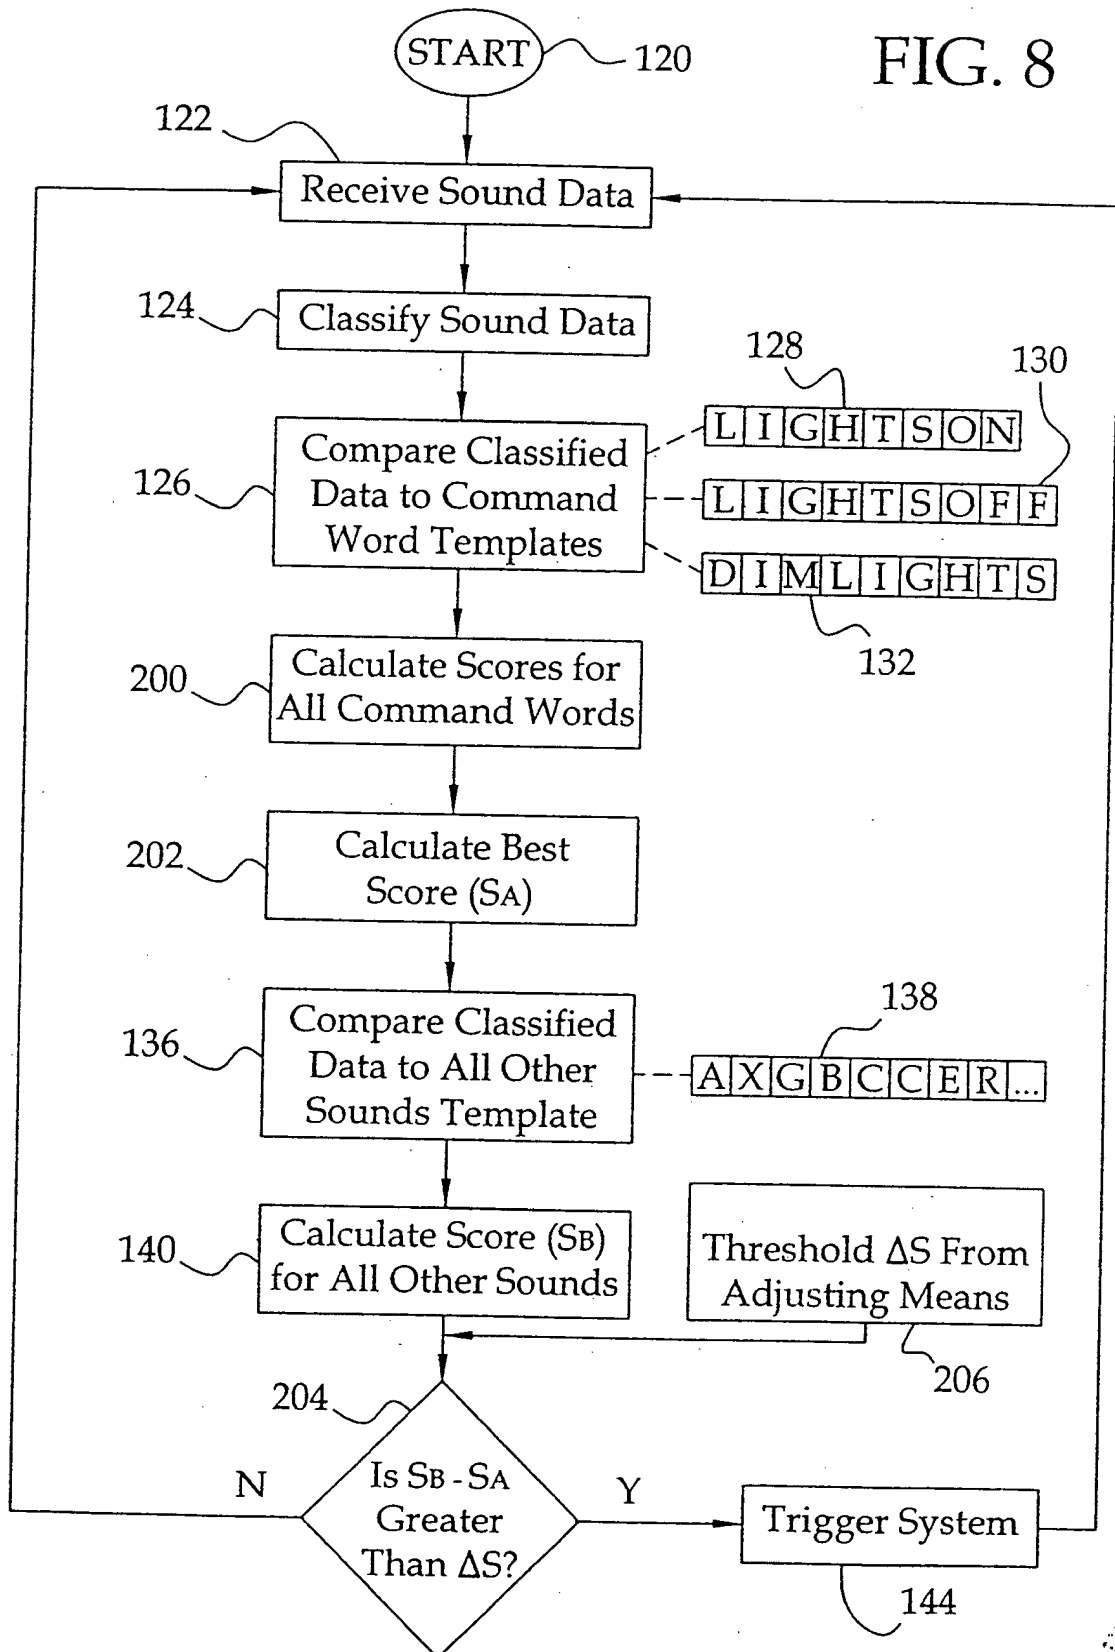 FIG. 8
START
120
122
Receive Sound Data
124
Classify Sound Data
128
130
LIGHTSON
126
Compare Classified
Data to Command
Word Templates
LIGHTSOFF
DIMLIGHTS
132
200
Calculate Scores for
All Command Words
202
Calculate Best
Score (SA)
136
Compare Classified
Data to All Other
Sounds Template
138
AXGBCCER...
140
Calculate Score (SB)
for All Other Sounds
Threshold ΔS From
Adjusting Means
206
204
Is SB - SA
Greater
Than ΔS?
N
Y
Trigger System
144